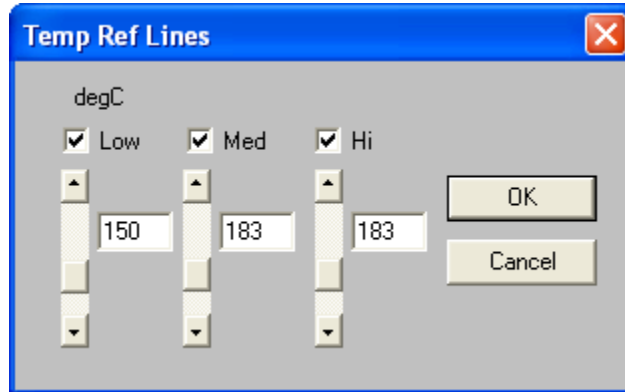 Temp Ref Lines
degC
Low Med Hi
150 183 183
OK
Cancel